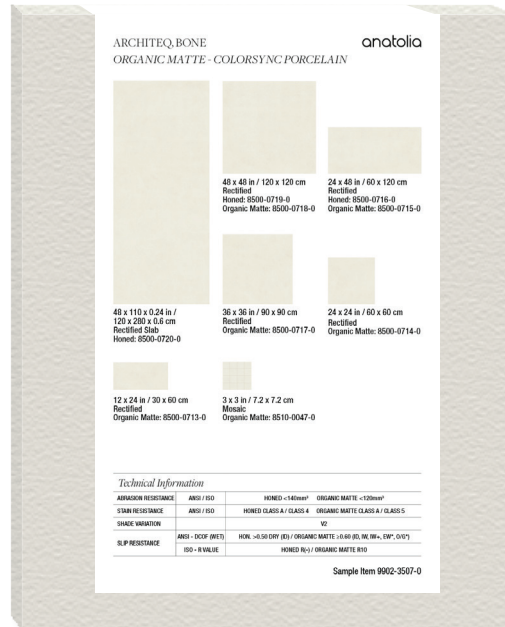 ARCHITEQ, BONE
anatolia
ORGANIC MATTE - COLORSYNC PORCELAIN
48 x 48 in / 120 x 120 cm
Rectified
Honed: 8500-0719-0
Organic Matte: 8500-0718-0
24 x 48 in / 60 x 120 cm
Rectified
Honed: 8500-0716-0
Organic Matte: 8500-0715-0
48 x 110 x 0.24 in /
120 x 280 x 0.6 cm
Rectified Slab
Honed: 8500-0720-0
36 x 36 in / 90 x 90 cm
Rectified
Organic Matte: 8500-0717-0
24 x 24 in / 60 x 60 cm
Rectified
Organic Matte: 8500-0714-0
12 x 24 in / 30 x 60 cm
Rectified
Organic Matte: 8500-0713-0
3 x 3 in / 7.2 x 7.2 cm
Mosaic
Organic Matte: 8510-0047-0
Technical Information
ABRASION RESISTANCE ANSI / ISO HONED <140mm³ ORGANIC MATTE <120mm³
STAIN RESISTANCE ANSI / ISO HONED CLASS A / CLASS 4 ORGANIC MATTE CLASS A / CLASS 5
SHADE VARIATION V2
SLIP RESISTANCE ANSI - DCOF (WET) HON. :>0.50 DRY (ID) / ORGANIC MATTE ≥0.60 (ID, IW, IW+, EW*, O/G*)
ISO - R VALUE HONED R(-) / ORGANIC MATTE R10
Sample Item 9902-3507-0